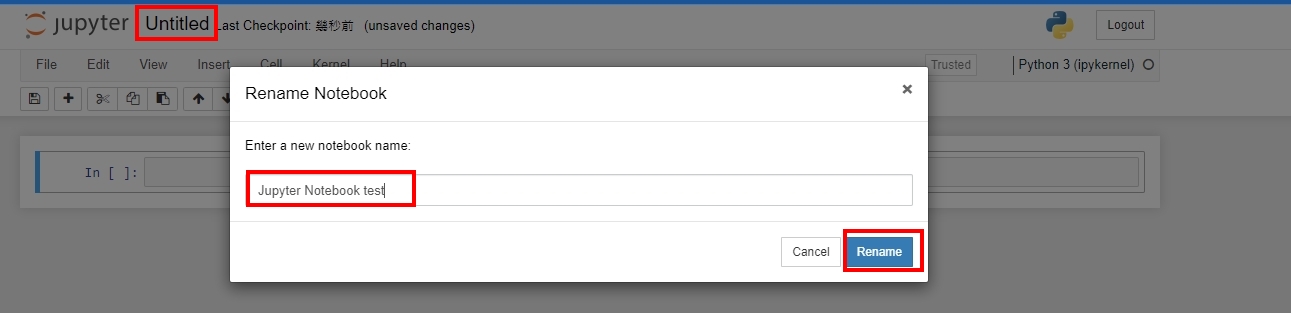 jupyter Untitled Last Checkpoint: 幾秒前 (unsaved changes) Logout
File Edit View Insert Cell Kernel Help Trusted Python 3 (ipykernel)
Rename Notebook
Enter a new notebook name:
In [ ]:
Jupyter Notebook test
Cancel Rename